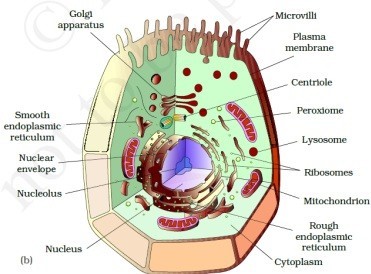 Golgi
apparatus
Microvilli
Plasma
membrane
Centriole
Peroxiome
Smooth
endoplasmic
reticulum
Lysosome
Nuclear
envelope
Ribosomes
Nucleolus
Mitochondrion
Rough
endoplasmic
reticulum
Nucleus
(b)
Cytoplasm